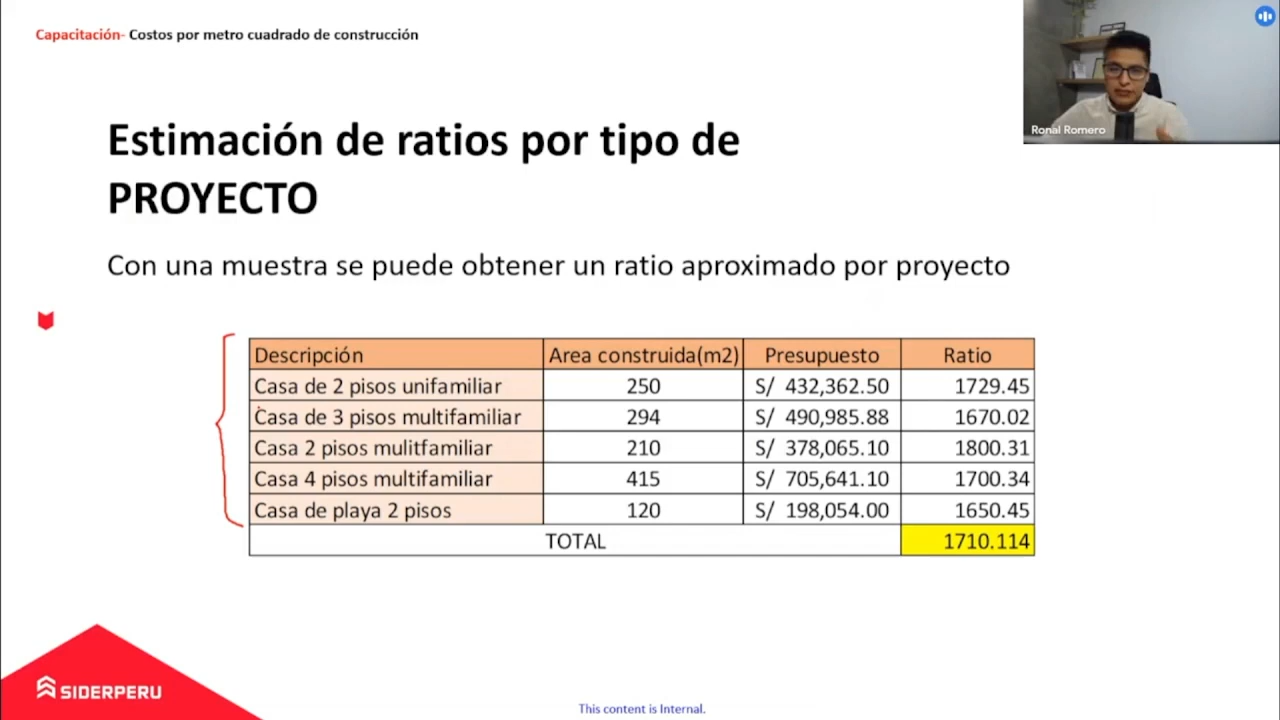 Capacitación- Costos por metro cuadrado de construcción
Ronal Romero
Estimación de ratios por tipo de
PROYECTO
Con una muestra se puede obtener un ratio aproximado por proyecto
Descripción Area construida(m2) Presupuesto Ratio
Casa de 2 pisos unifamiliar 250 S/ 432,362.50 1729.45
Casa de 3 pisos multifamiliar 294 S/ 490,985.88 1670.02
Casa 2 pisos mulitfamiliar 210 S/ 378,065.10 1800.31
Casa 4 pisos multifamiliar 415 S/ 705,641.10 1700.34
Casa de playa 2 pisos 120 S/ 198,054.00 1650.45
TOTAL 1710.114
SIDERPERU
This content is Internal.